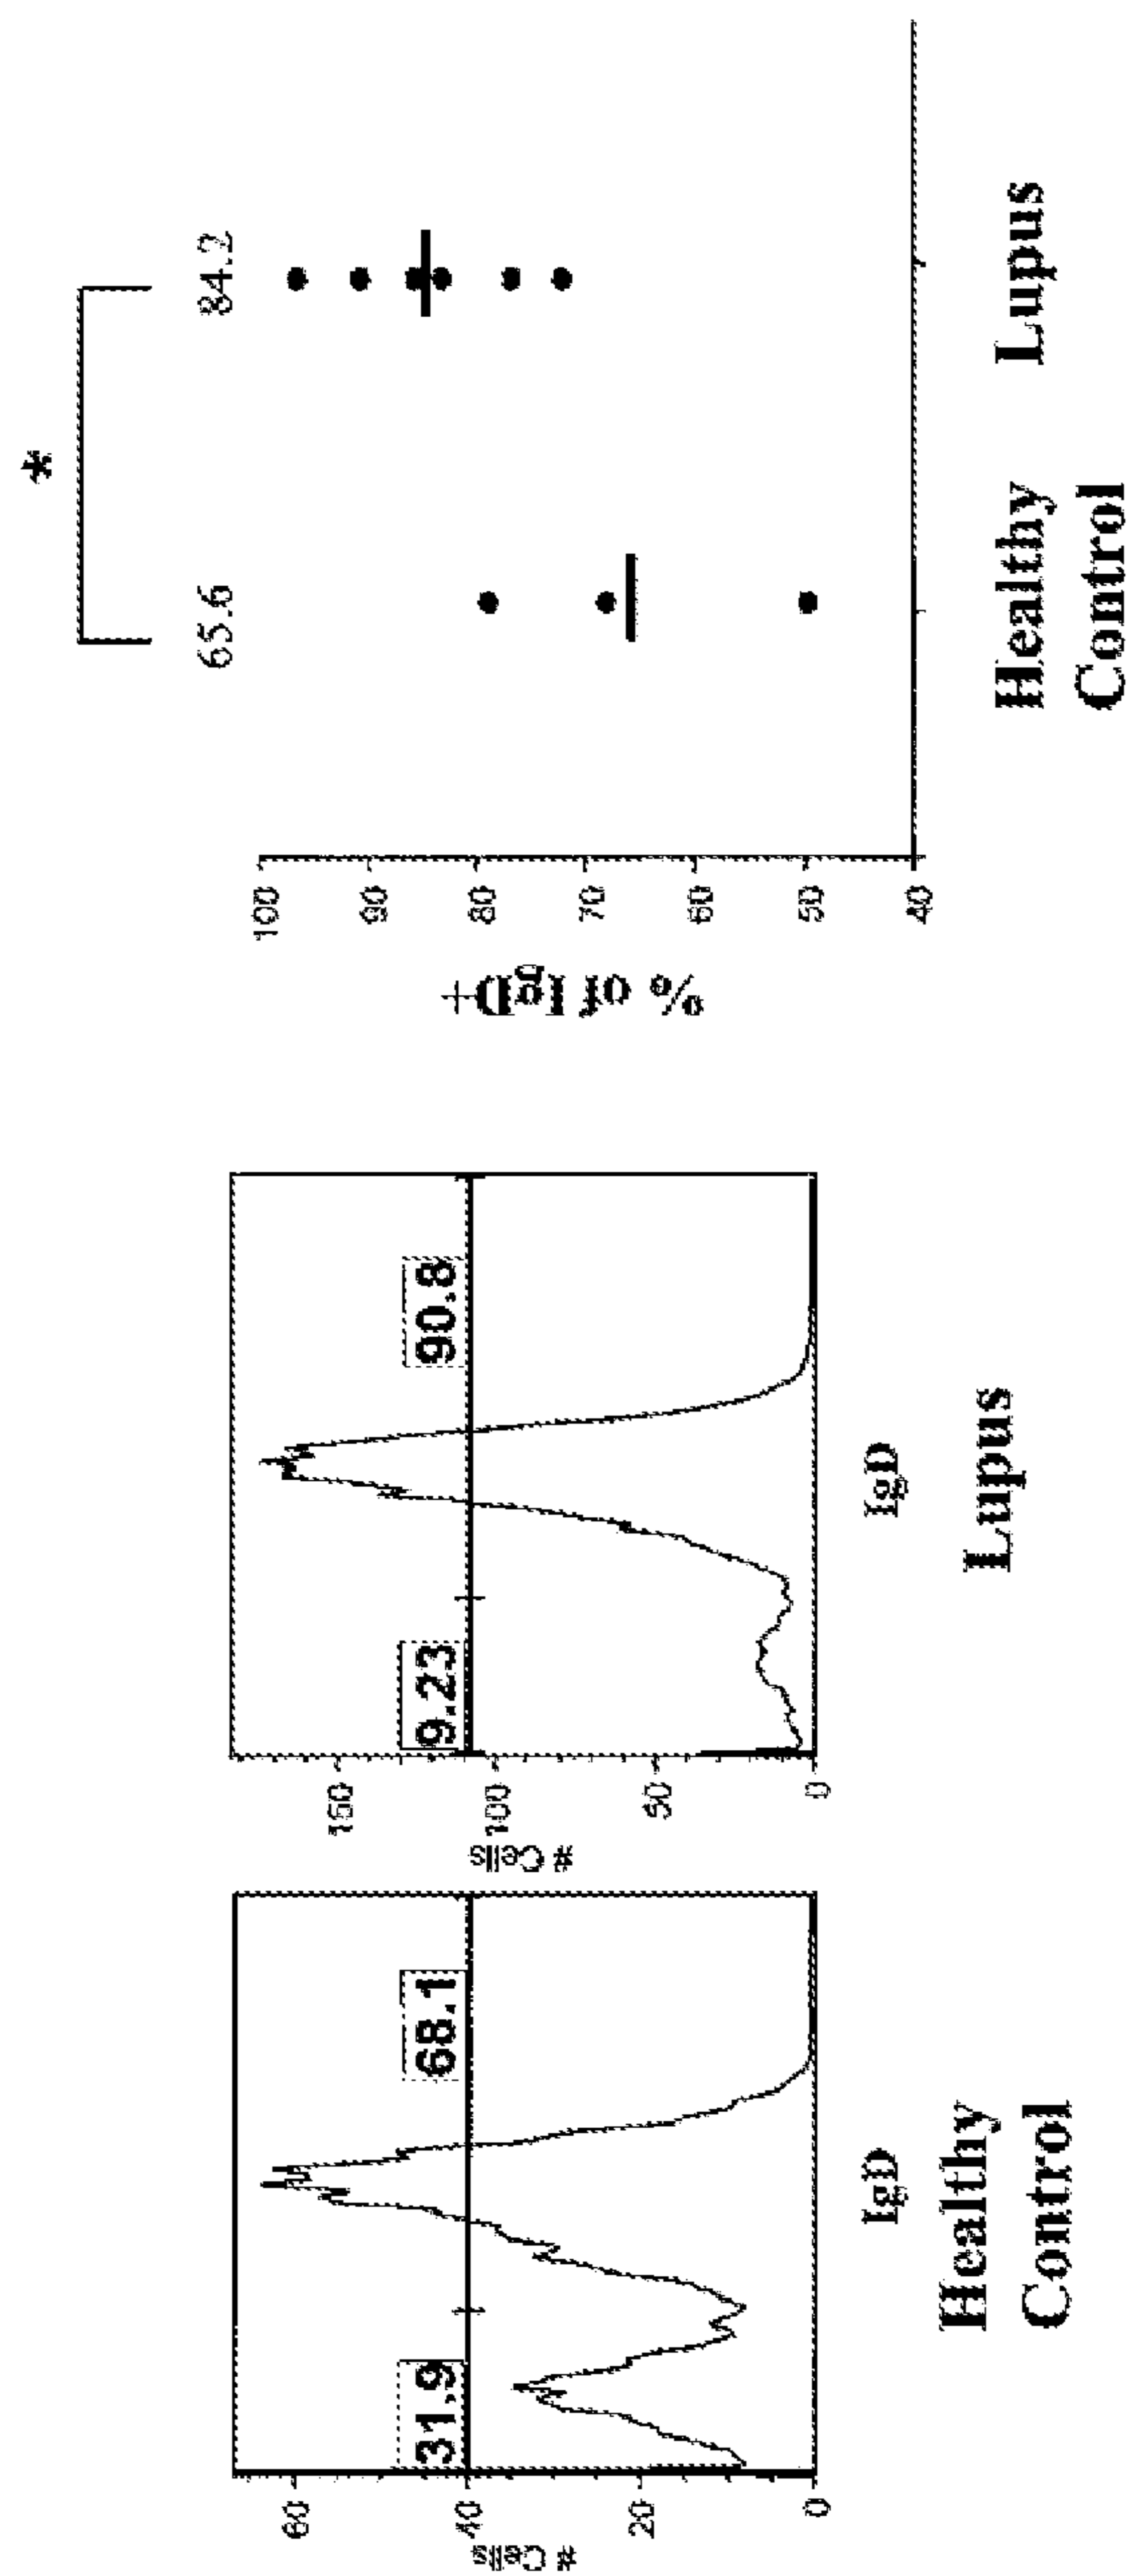 60
40
20
0
# Cells
31.9
68.1
IgD
Healthy
Control
150
100
50
0
# Cells
9.23
90.8
IgD
Lupus
*
65.6
84.2
100
90
80
70
60
50
40
% of IgD+
Healthy
Control
Lupus